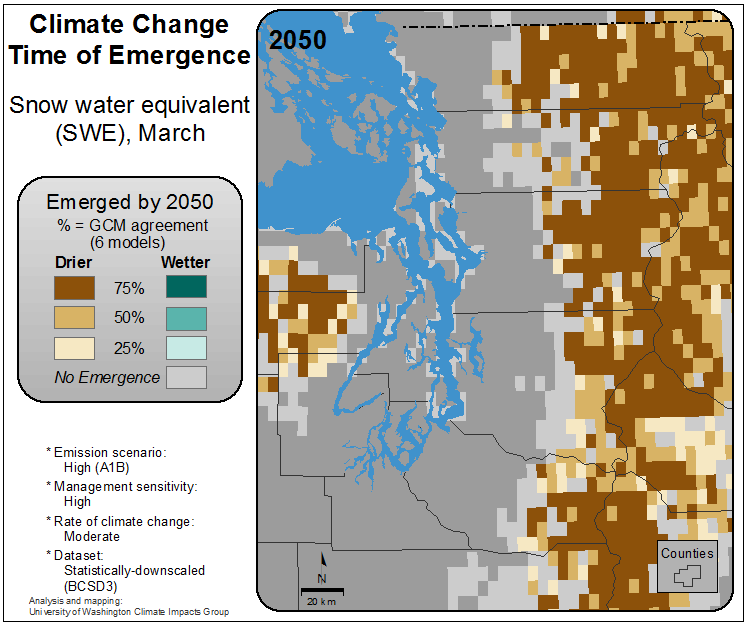 Climate Change
Time of Emergence
Snow water equivalent
(SWE), March
Emerged by 2050
% = GCM agreement
(6 models)
Drier Wetter
75%
50%
25%
No Emergence
* Emission scenario:
High (A1B)
* Management sensitivity:
High
* Rate of climate change:
Moderate
* Dataset:
Statistically-downscaled
(BCSD3)
Analysis and mapping:
University of Washington Climate Impacts Group
2050
N
20 km
Counties